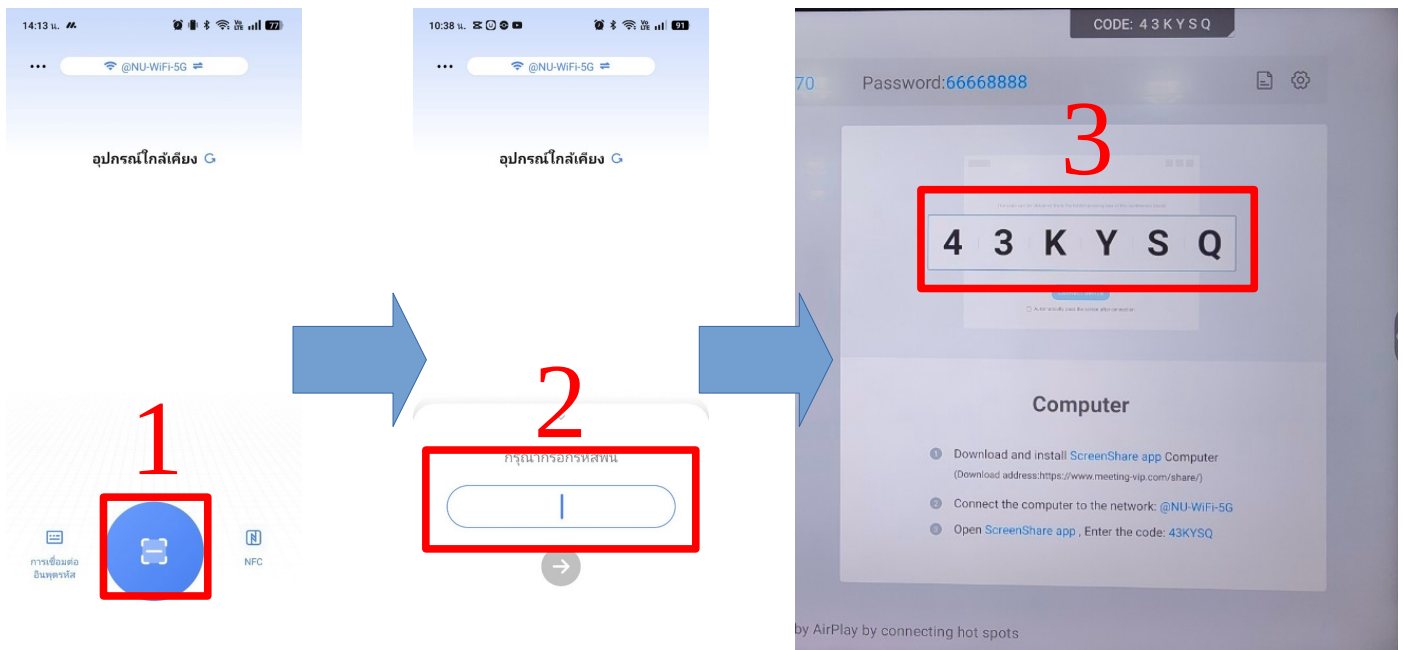 14:13 น.
77
@NU-WiFi-5G
อุปกรณ์ใกล้เคียง
1
การเชื่อมต่อ
อินพุตรหัส
NFC
10:38 น.
91
@NU-WiFi-5G
อุปกรณ์ใกล้เคียง
2
กรุณากรอกรหัสพิน
CODE: 4 3 K Y S Q
70
Password:66668888
3
4 3 K Y S Q
Computer
1 Download and install ScreenShare app Computer
(Download address:https://www.meeting-vip.com/share/)
2 Connect the computer to the network: @NU-WiFi-5G
3 Open ScreenShare app , Enter the code: 43KYSQ
by AirPlay by connecting hot spots